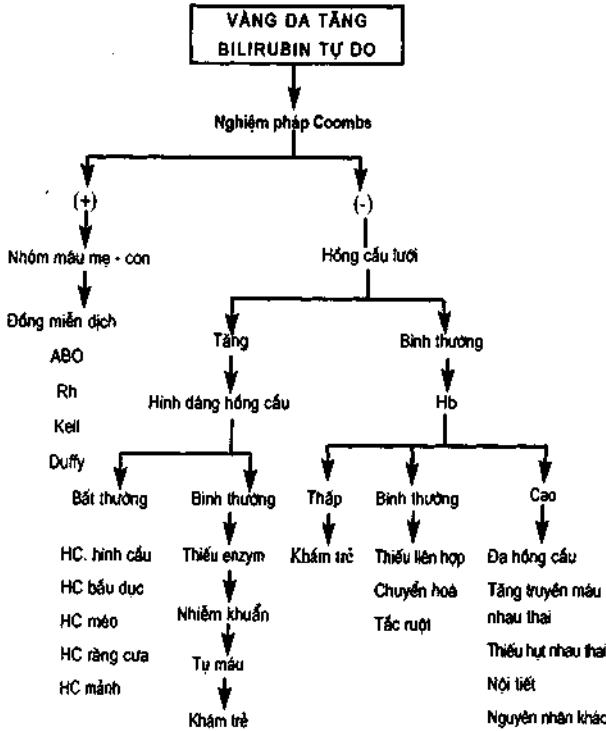 VÀNG DA TĂNG
BILIRUBIN TỰ DO
Nghiệm pháp Coombs
(+)
(-)
Nhóm máu mẹ - con
Hồng cầu lưới
Đồng miễn dịch
ABO
Rh
Kell
Duffy
Tăng
Bình thường
Hình dáng hồng cầu
Hb
Bất thường
Bình thường
Thấp
Bình thường
Cao
HC. hình cầu
HC bầu dục
HC méo
HC răng cưa
HC mảnh
Thiếu enzym
Nhiễm khuẩn
Tụ máu
Khám trẻ
Khám trẻ
Thiếu liên hợp
Chuyển hoá
Tắc ruột
Đa hồng cầu
Tăng truyền máu
nhau thai
Thiếu hụt nhau thai
Nội tiết
Nguyên nhân khác